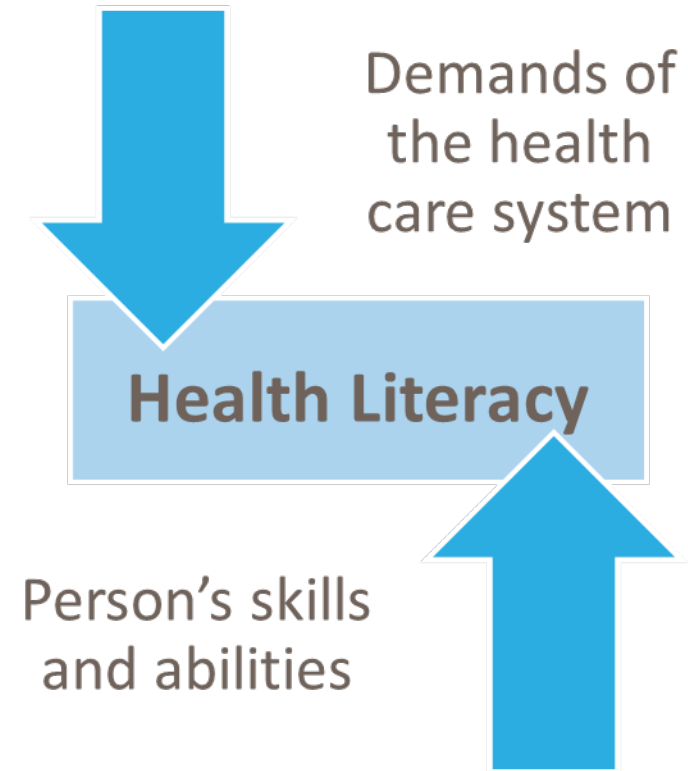 Demands of
the health
care system
Health Literacy
Person’s skills
and abilities